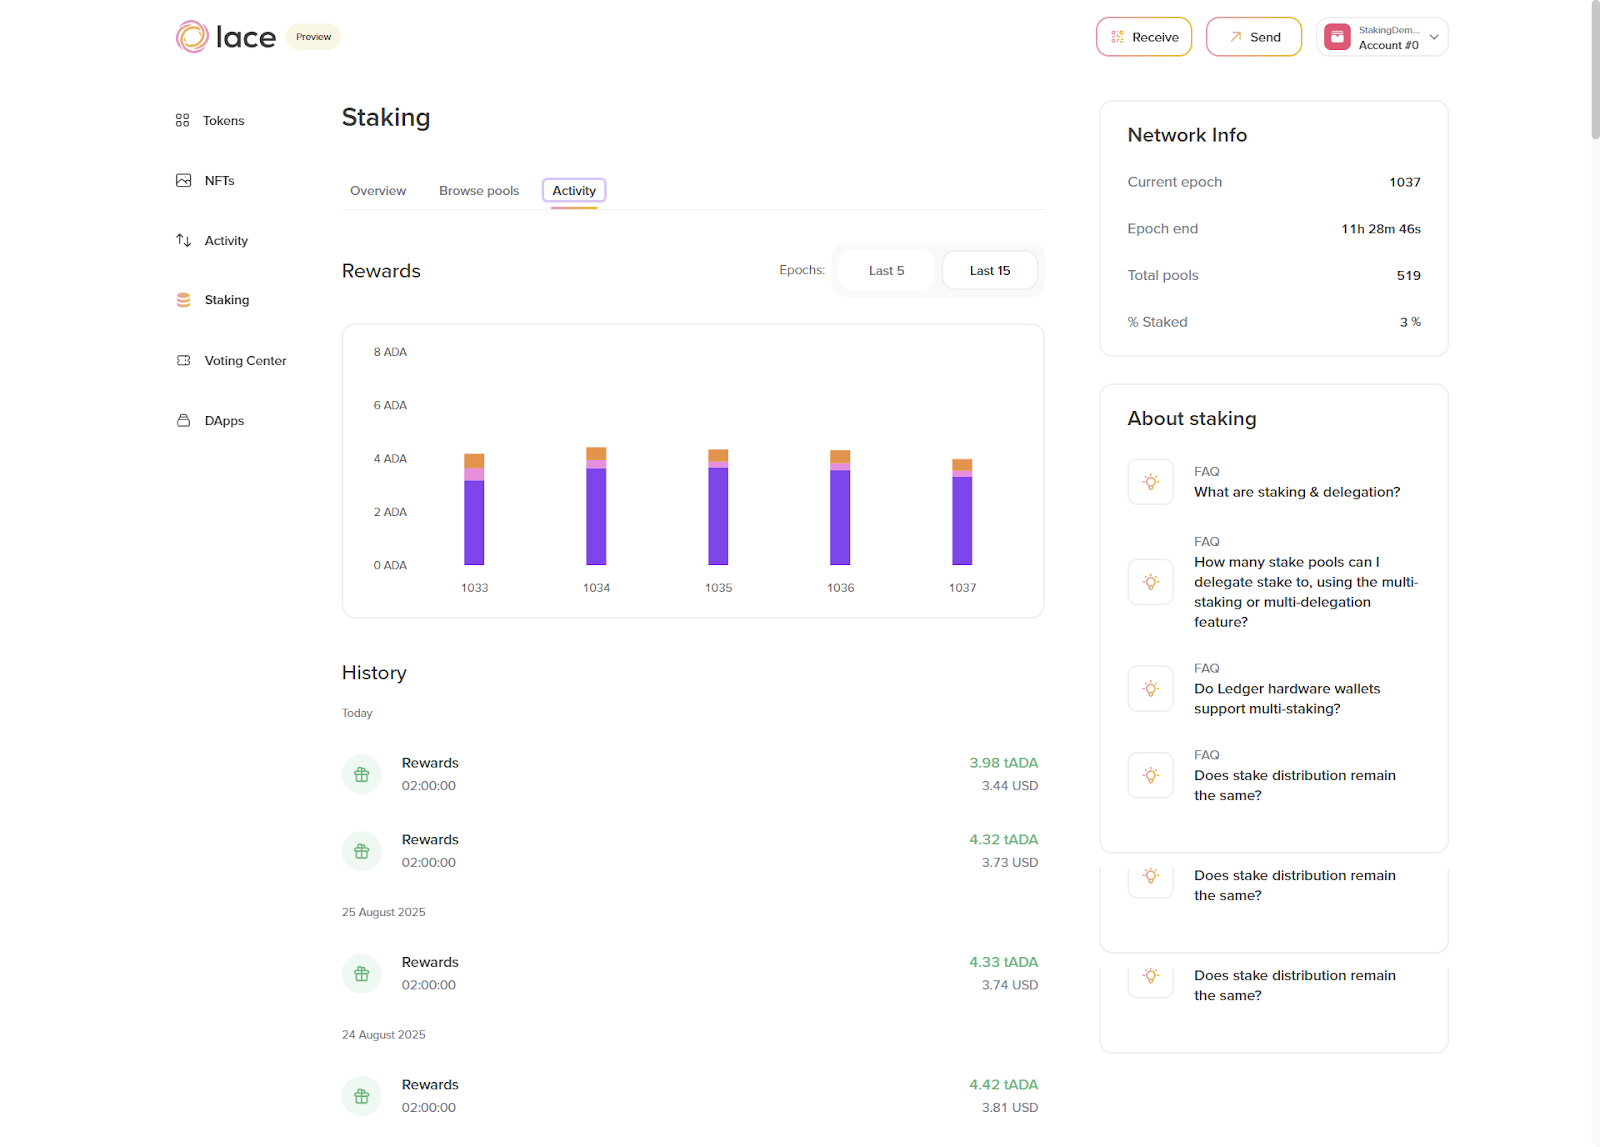 lace
Preview
Receive
Send
StakingDem...
Account #0
Tokens
NFTs
Activity
Staking
Voting Center
DApps
Staking
Overview
Browse pools
Activity
Rewards
Epochs:
Last 5
Last 15
8 ADA
6 ADA
4 ADA
2 ADA
0 ADA
1033
1034
1035
1036
1037
History
Today
Rewards
3.98 tADA
02:00:00
3.44 USD
Rewards
4.32 tADA
02:00:00
3.73 USD
25 August 2025
Rewards
4.33 tADA
02:00:00
3.74 USD
24 August 2025
Rewards
4.42 tADA
02:00:00
3.81 USD
Network Info
Current epoch
1037
Epoch end
11h 28m 46s
Total pools
519
% Staked
3 %
About staking
FAQ
What are staking & delegation?
FAQ
How many stake pools can I
delegate stake to, using the multi-
staking or multi-delegation
feature?
FAQ
Do Ledger hardware wallets
support multi-staking?
FAQ
Does stake distribution remain
the same?
Does stake distribution remain
the same?
Does stake distribution remain
the same?